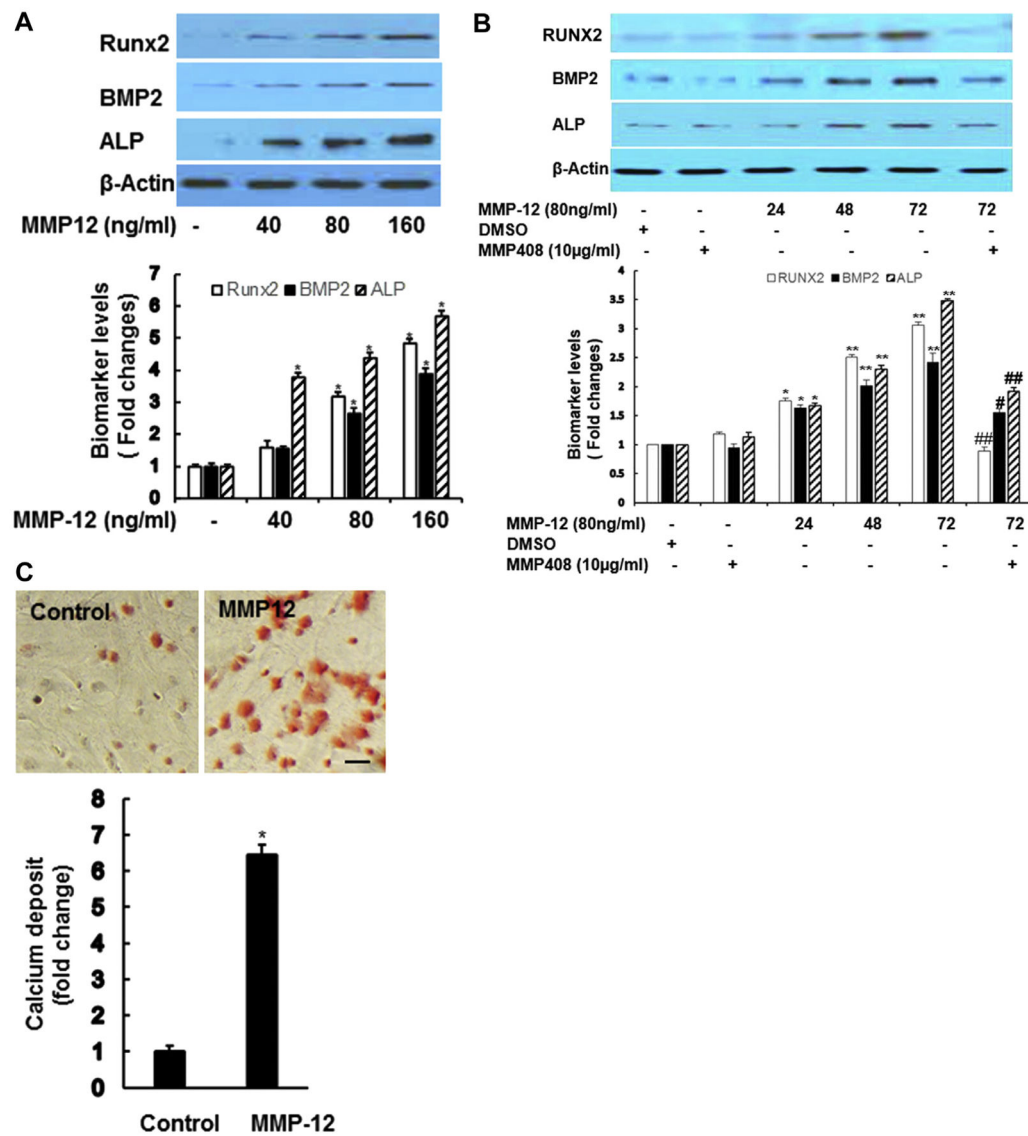 A
Runx2
BMP2
ALP
β-Actin
MMP12 (ng/ml) - 40 80 160
Biomarker levels
( Fold changes)
7
6
5
4
3
2
1
0
Runx2 BMP2 ALP
* * * * * * *
MMP-12 (ng/ml) - 40 80 160
B
RUNX2
BMP2
ALP
β-Actin
MMP-12 (80ng/ml) - - 24 48 72 72
DMSO + - - - - -
MMP408 (10µg/ml) - + - - - +
Biomarker levels
( Fold changes)
4
3.5
3
2.5
2
1.5
1
0.5
0
RUNX2 BMP2 ALP
* * * ** ** ** ** ** ** ## # ##
MMP-12 (80ng/ml) - - 24 48 72 72
DMSO + - - - - -
MMP408 (10µg/ml) - + - - - +
C
Control MMP12
Calcium deposit
(fold change)
8
7
6
5
4
3
2
1
0
*
Control MMP-12